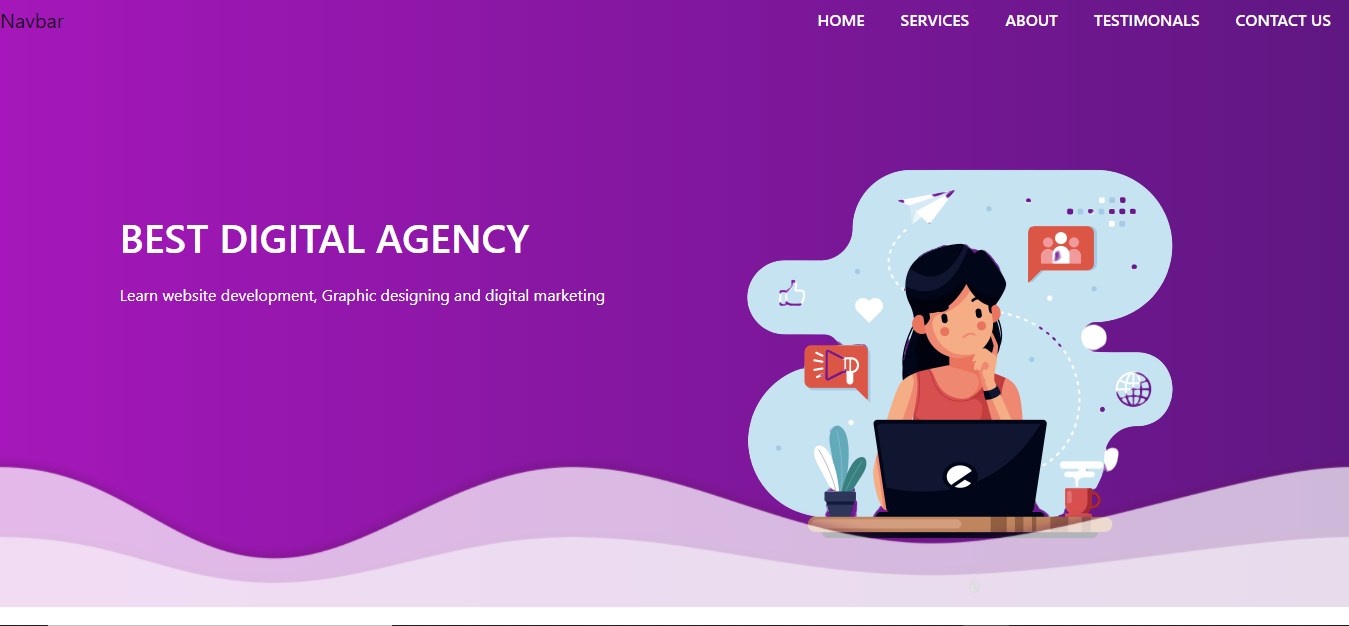 Navbar
HOME SERVICES ABOUT TESTIMONALS CONTACT US
BEST DIGITAL AGENCY
Learn website development, Graphic designing and digital marketing